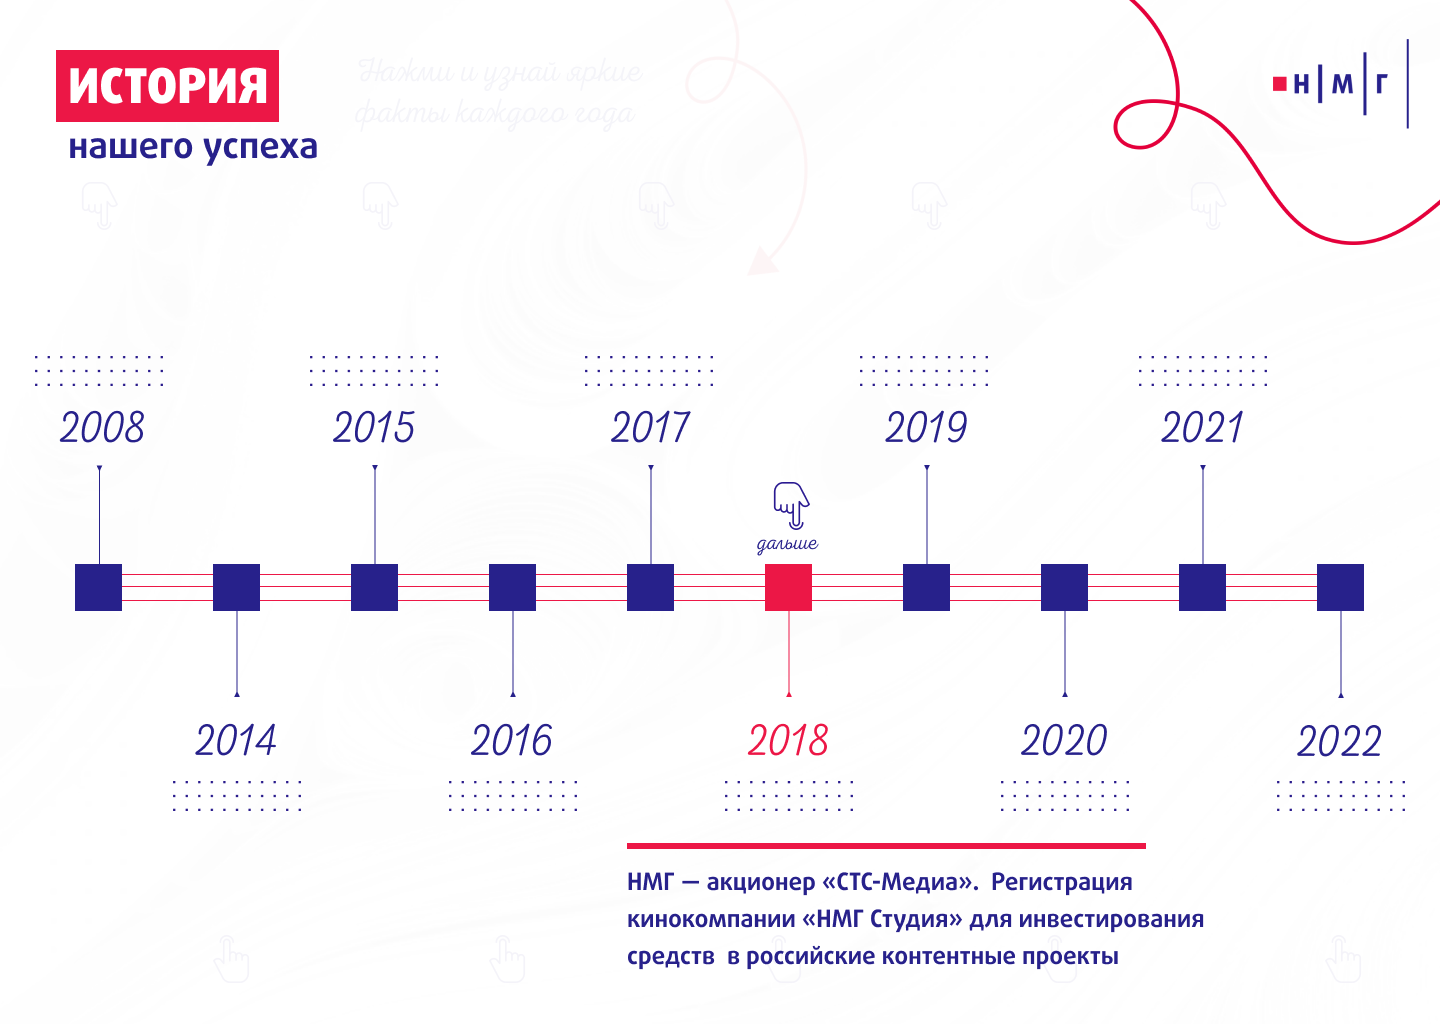 ИСТОРИЯ
нашего успеха
Нажми и узнай яркие
факты каждого года
Н М Г
2008
2015
2017
2019
2021
дальше
2014
2016
2018
2020
2022
НМГ — акционер «СТС-Медиа». Регистрация
кинокомпании «НМГ Студия» для инвестирования
средств в российские контентные проекты